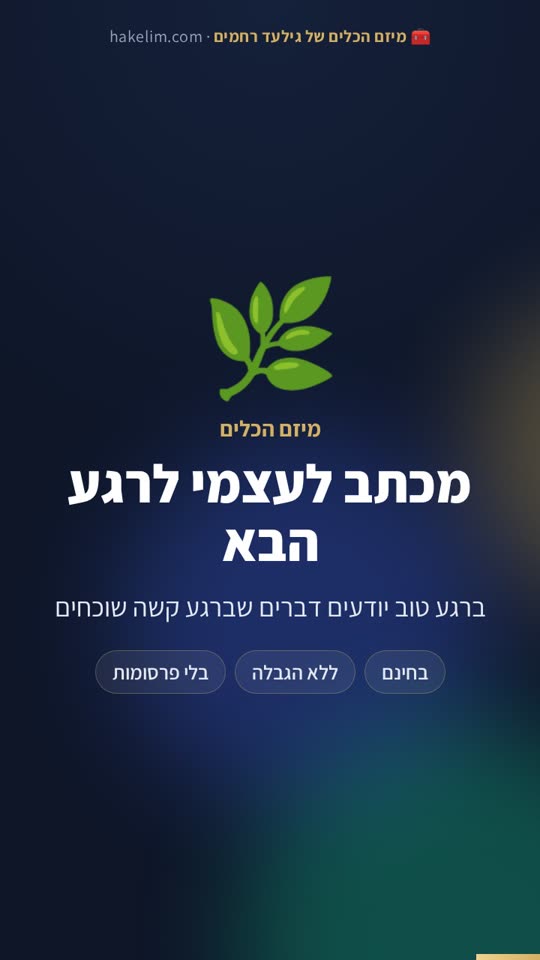 🧰 מיזם הכלים של גילעד רחמים · hakelim.com
מיזם הכלים
מכתב לעצמי לרגע
הבא
ברגע טוב יודעים דברים שברגע קשה שוכחים
בחינם
ללא הגבלה
בלי פרסומות